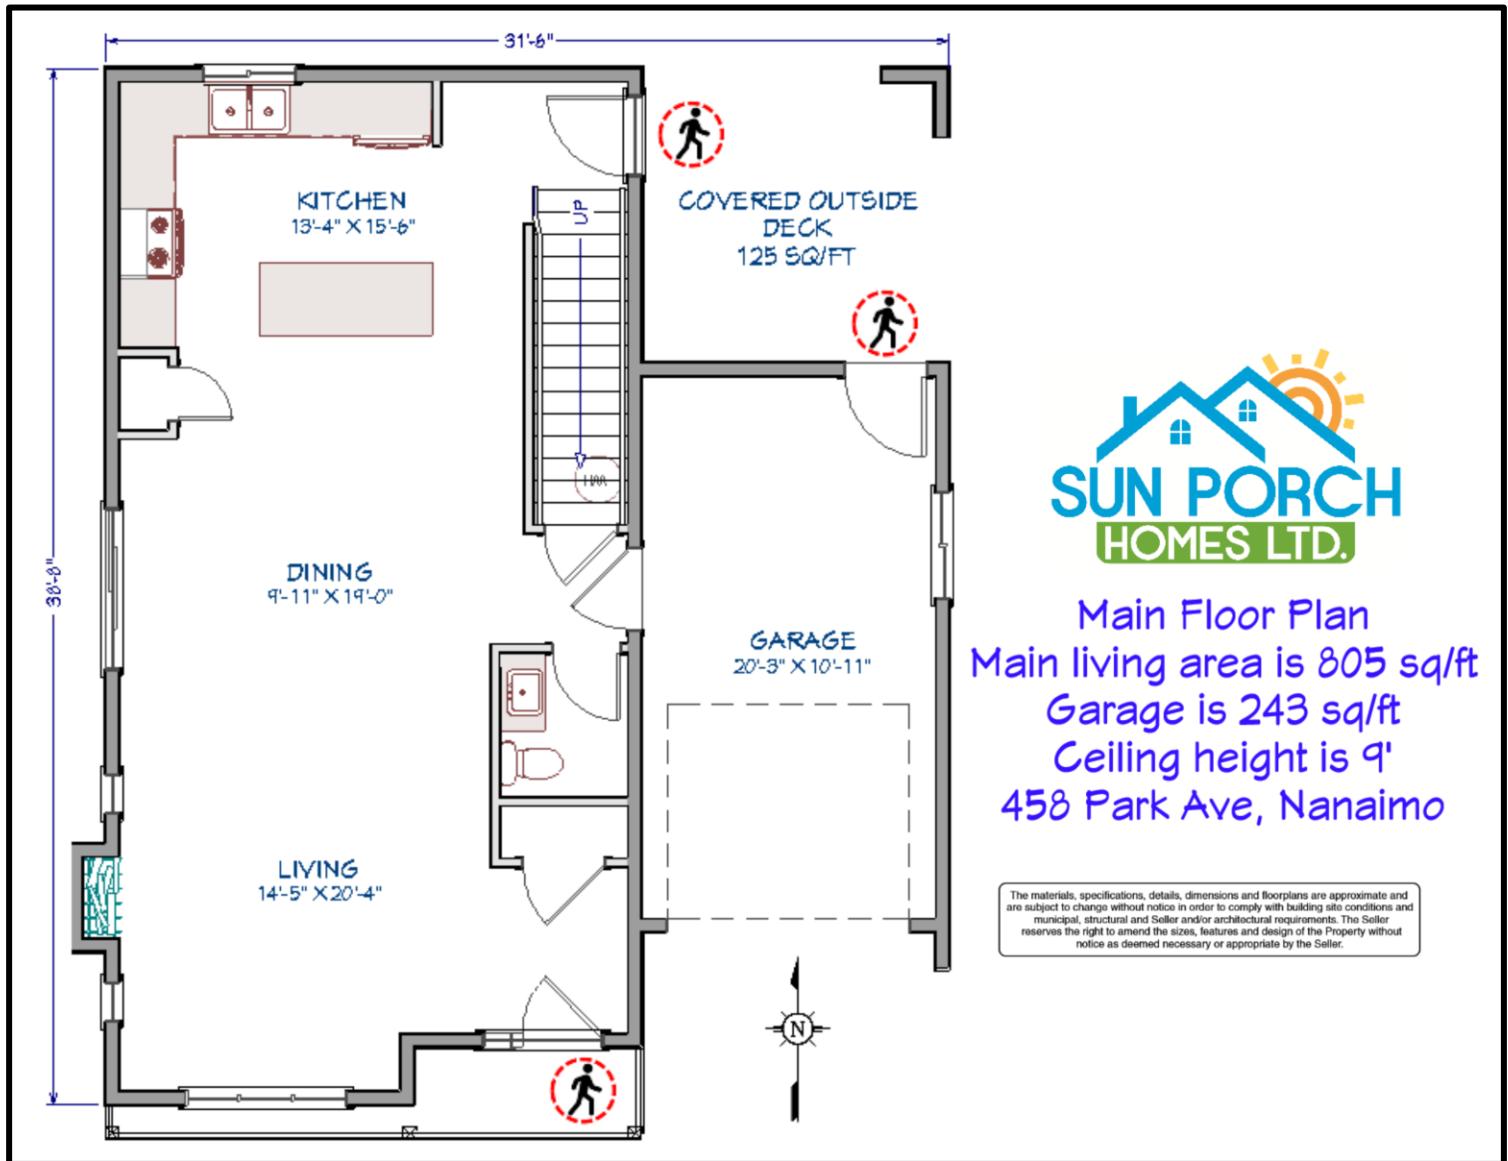 31'-6"
38'-8"
KITCHEN
13'-4" X 15'-6"
UP
COVERED OUTSIDE
DECK
125 SQ/FT
DINING
9'-11" X 19'-0"
GARAGE
20'-3" X 10'-11"
LIVING
14'-5" X 20'-4"
N
SUN PORCH
HOMES LTD.
Main Floor Plan
Main living area is 805 sq/ft
Garage is 243 sq/ft
Ceiling height is 9'
458 Park Ave, Nanaimo
The materials, specifications, details, dimensions and floorplans are approximate and
are subject to change without notice in order to comply with building site conditions and
municipal, structural and Seller and/or architectural requirements. The Seller
reserves the right to amend the sizes, features and design of the Property without
notice as deemed necessary or appropriate by the Seller.